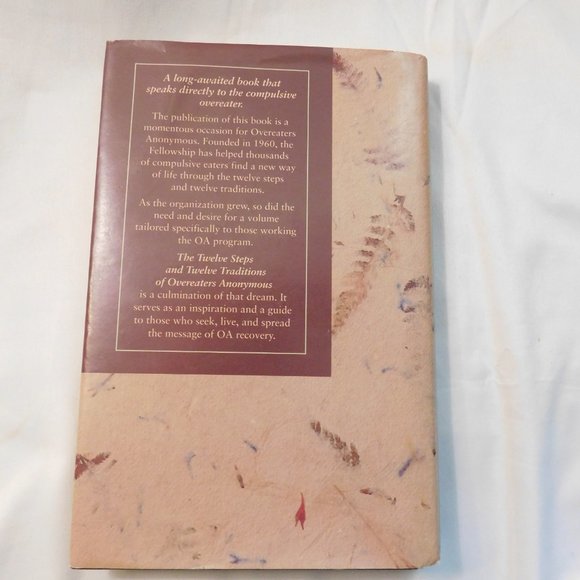 A long-awaited book that
speaks directly to the compulsive
overeater.
The publication of this book is a
momentous occasion for Overeaters
Anonymous. Founded in 1960, the
Fellowship has helped thousands
of compulsive eaters find a new way
of life through the twelve steps
and twelve traditions.
As the organization grew, so did the
need and desire for a volume
tailored specifically to those working
the OA program.
The Twelve Steps
and Twelve Traditions
of Overeaters Anonymous
is a culmination of that dream. It
serves as an inspiration and a guide
to those who seek, live, and spread
the message of OA recovery.